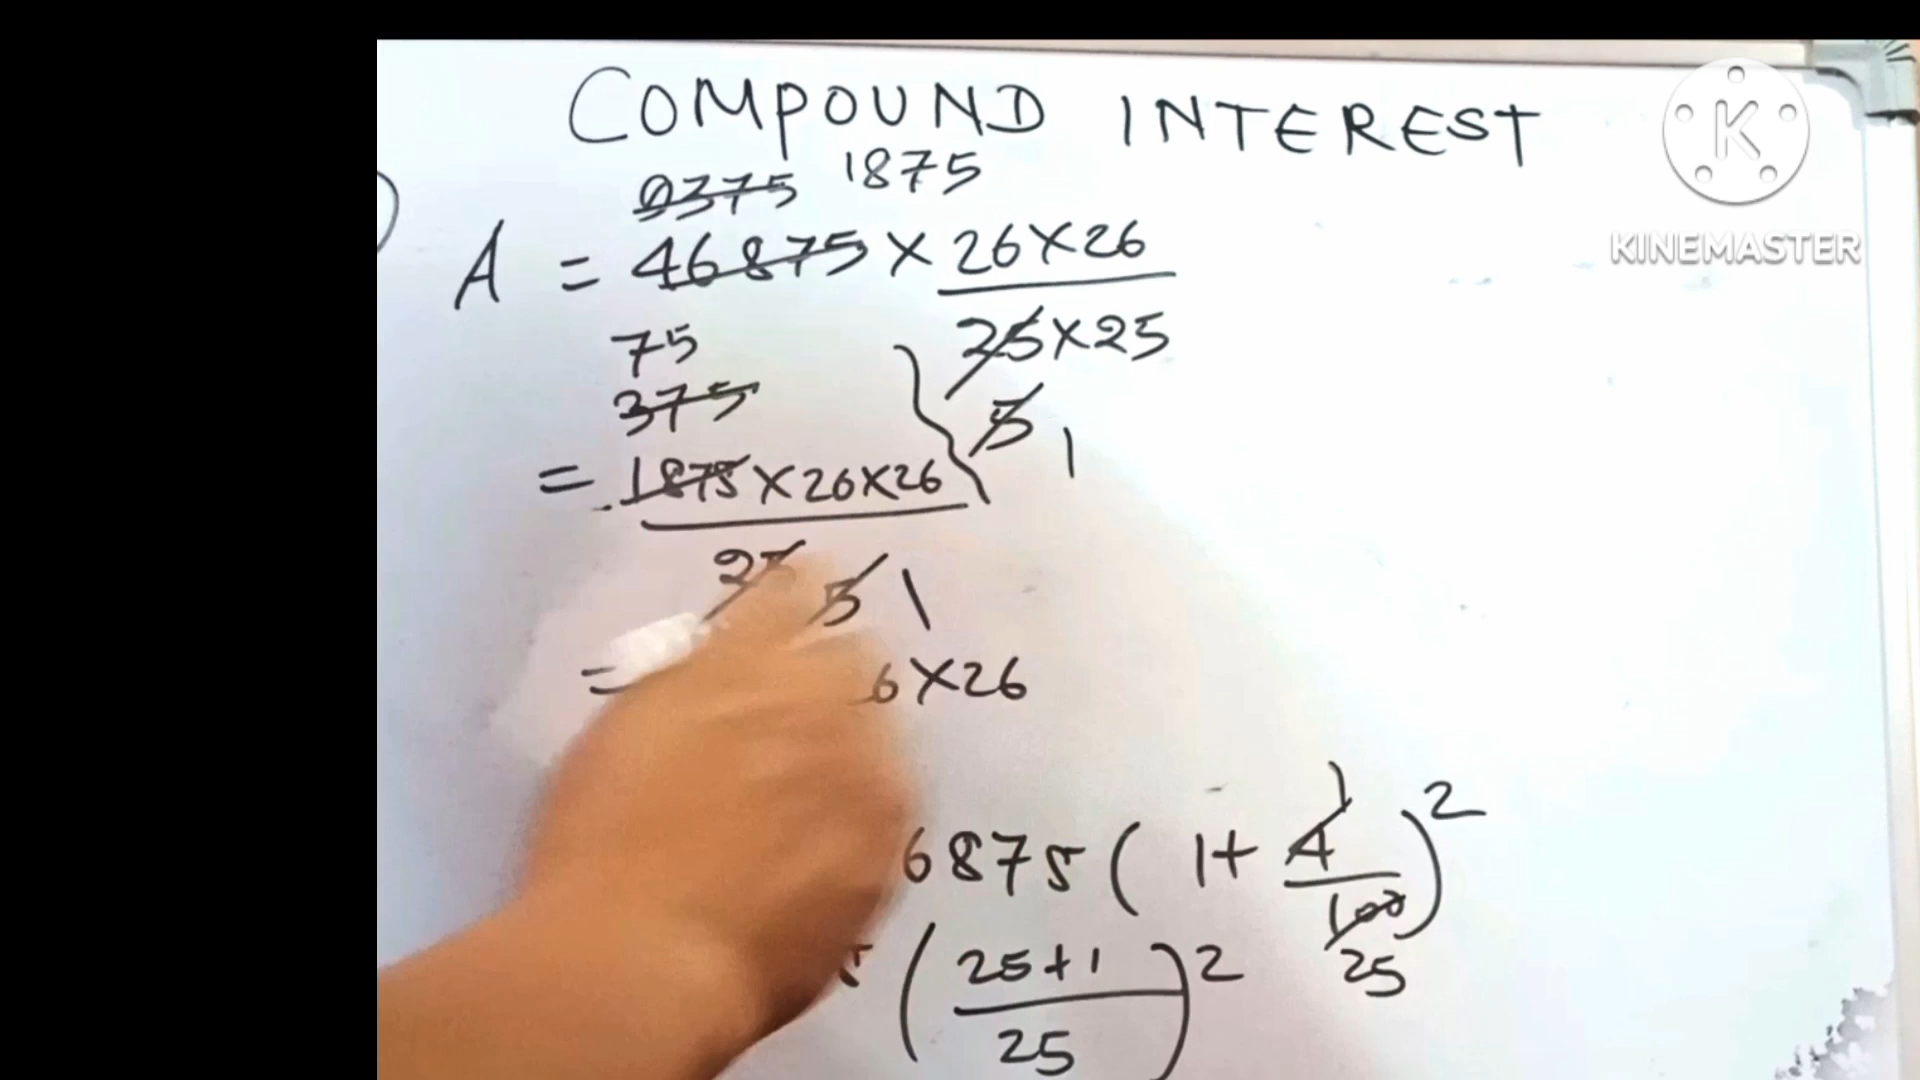 COMPOUND INTEREST
9375 1875
A = 46875 × 26×26
25×25
75
375
5 1
= 1875×26×26
25 5 1
= 6×26
6875 ( 1+ 4 1 ) 2
100
25
5 ( 25+1 ) 2
25
K
KINEMASTER